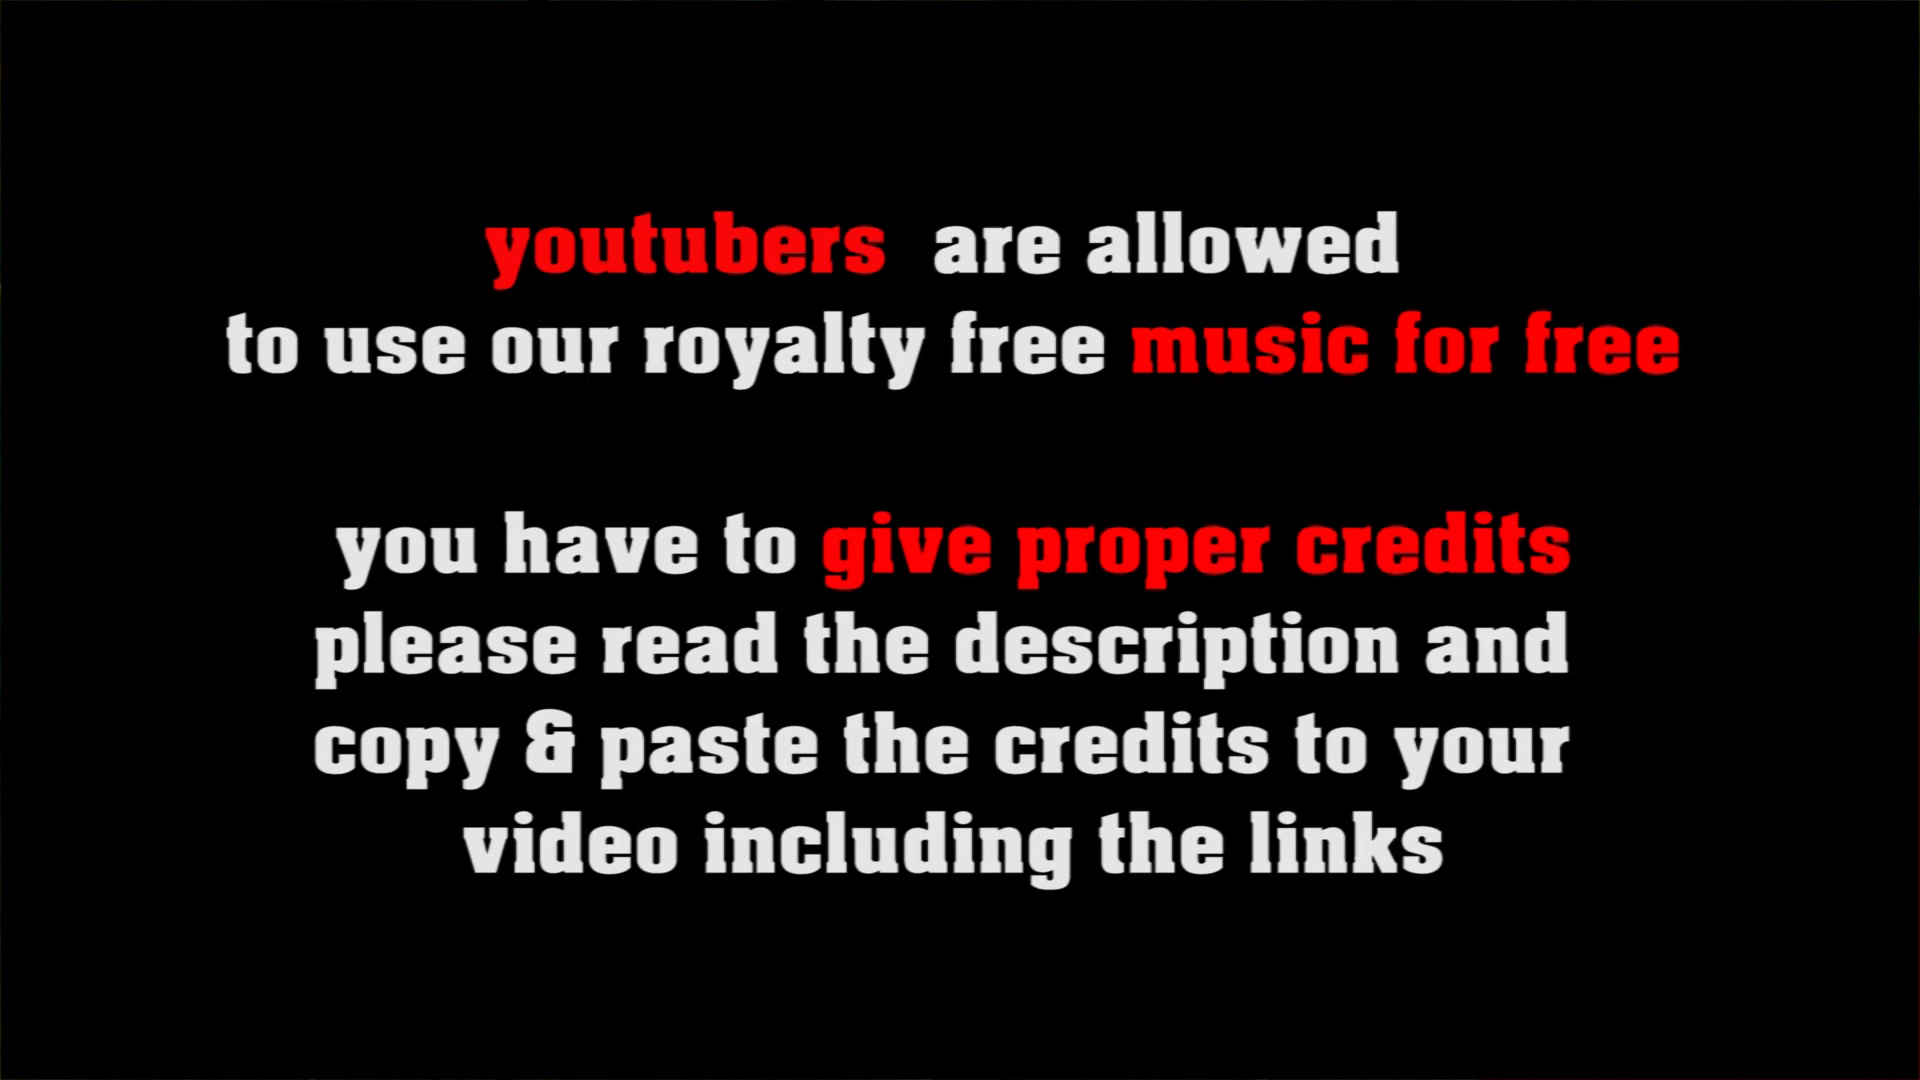 youtubers are allowed
to use our royalty free music for free
you have to give proper credits
please read the description and
copy & paste the credits to your
video including the links